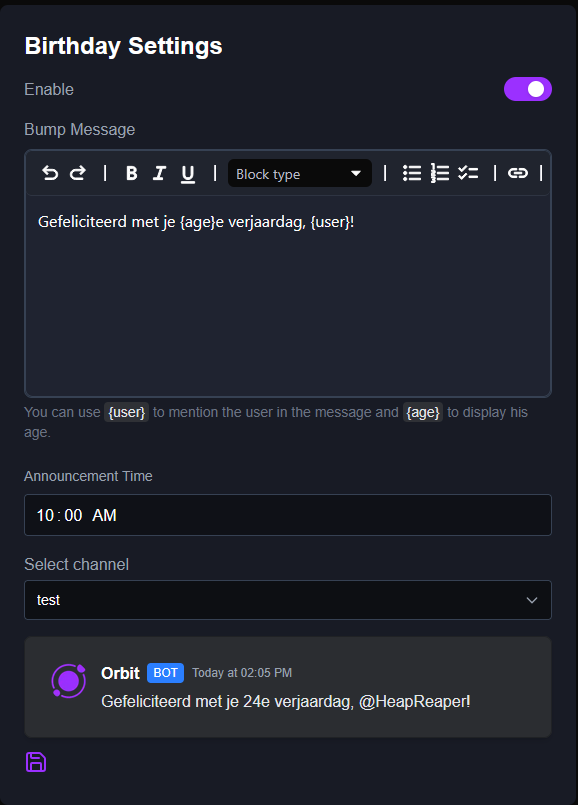 Birthday Settings
Enable
Bump Message
B I U Block type
Gefeliciteerd met je {age}e verjaardag, {user}!
You can use {user} to mention the user in the message and {age} to display his
age.
Announcement Time
10:00 AM
Select channel
test
Orbit BOT Today at 02:05 PM
Gefeliciteerd met je 24e verjaardag, @HeapReaper!